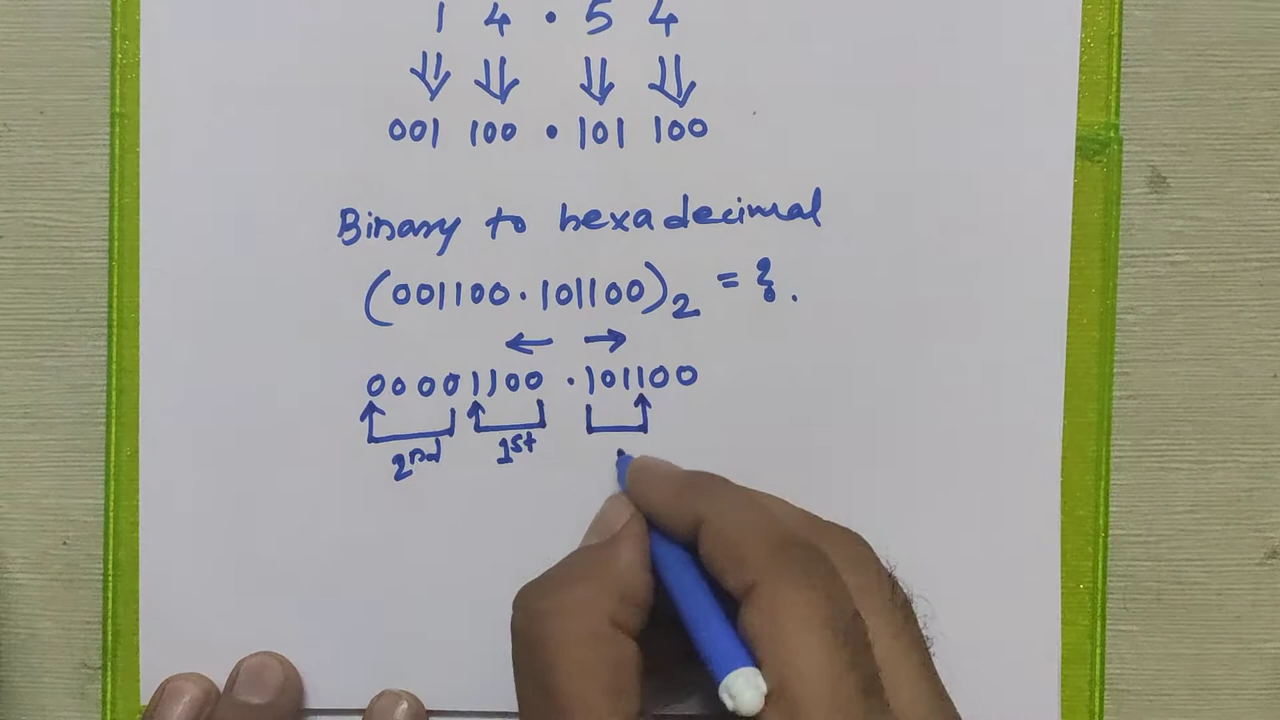 1 4 . 5 4
001 100 . 101 100
Binary to hexadecimal
(001100.101100)2 = }.
00001100 .101100
2nd 1st